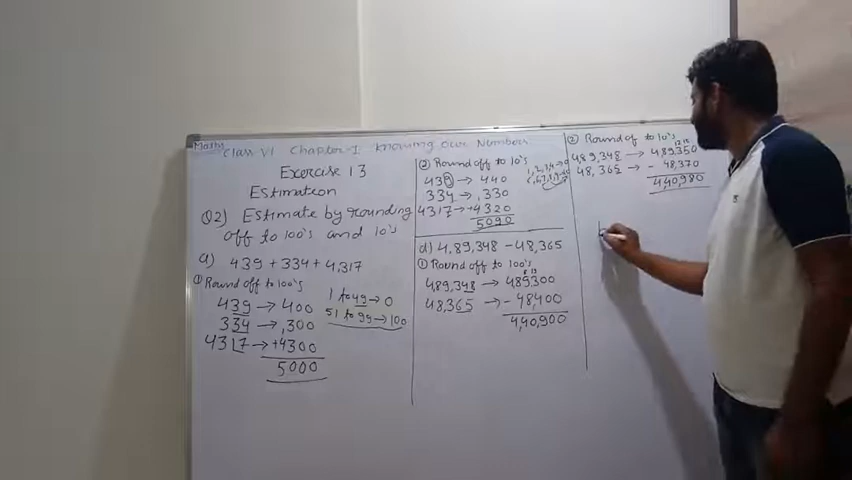 Maths
Class VI Chapter-1 Knowing Our Numbers
Exercise 13
Estimation
Q2) Estimate by rounding
off to 100's and 10's
a) 439 + 334 + 4,317
① Round off to 100's
439 → 400
334 → ,300
4317 → +4300
5000
1 to 49 → 0
51 to 99 → 100
② Round off to 10's
439 → 440
334 → ,330
4317 → +4320
5090
d) 4,89,348 - 48,365
① Round off to 100's
489,348 → 489,300
48,365 → - 48,400
4,40,900
② Round off to 10's
489,348 → 489,350
48,365 → - 48,370
440,980